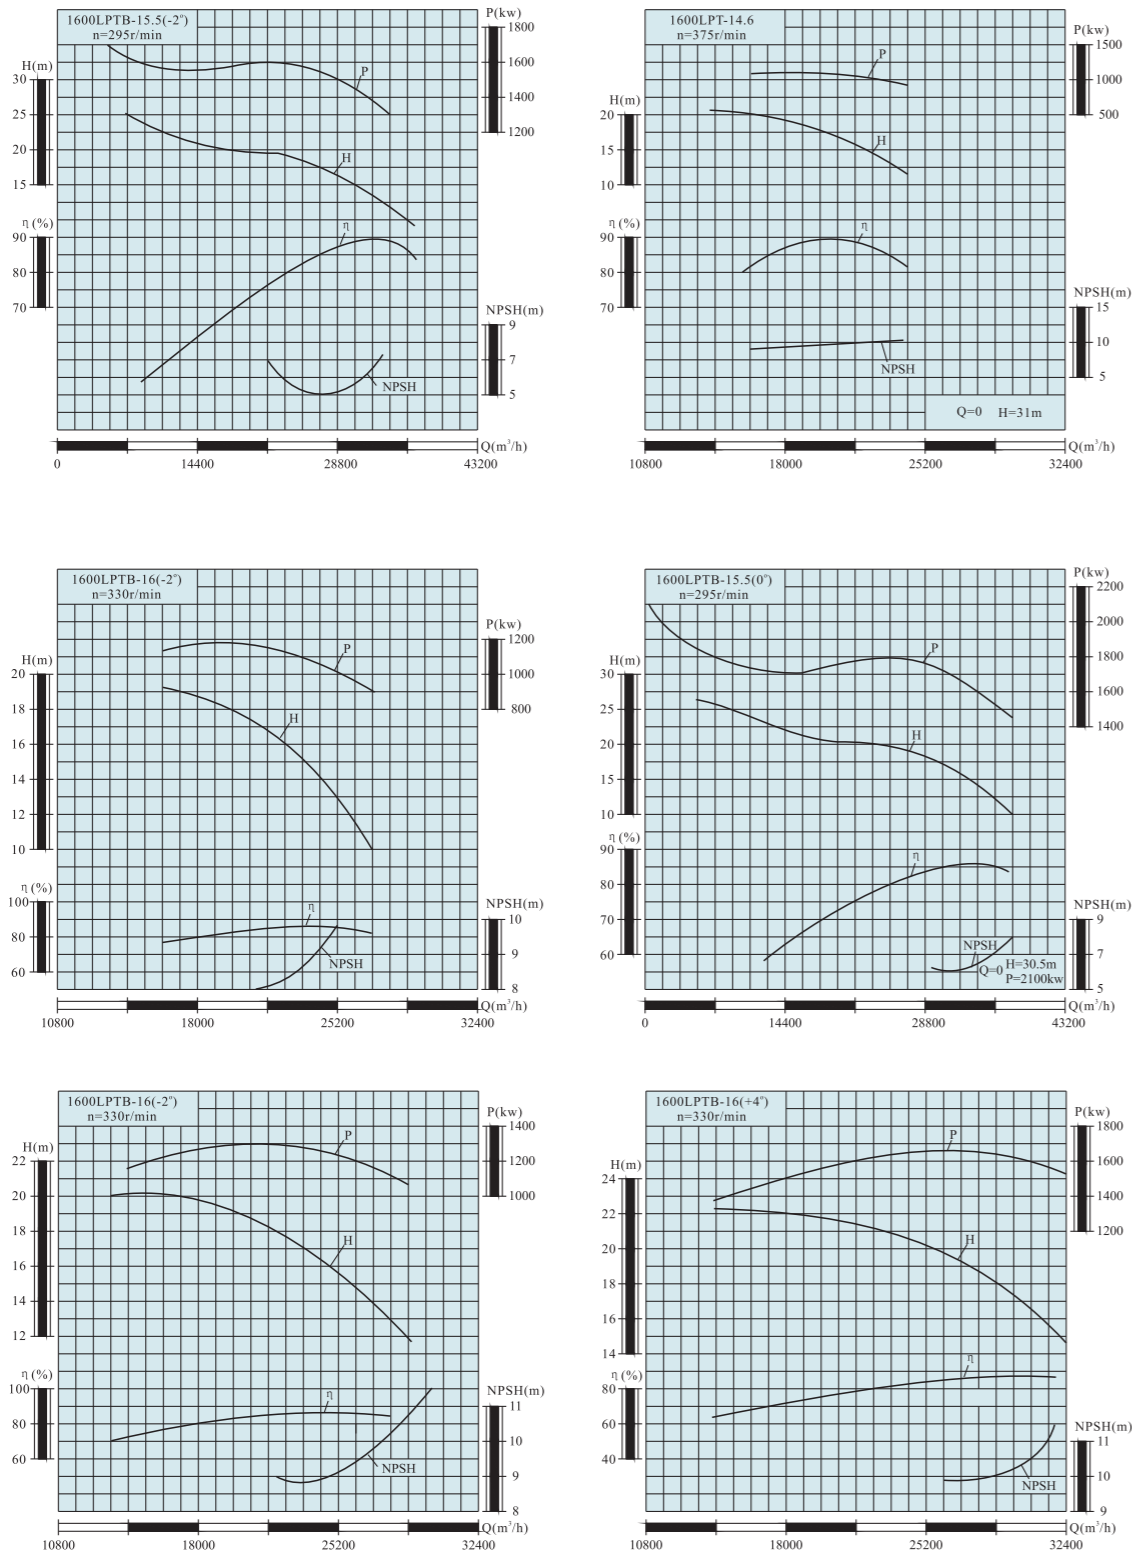 1600LPTB-15.5(-2°)
n=295r/min
P(kw)
1800
1600
1400
1200
H(m)
30
25
20
15
P
H
η (%)
90
80
70
η
NPSH(m)
9
7
5
NPSH
Q(m³/h)
0
14400
28800
43200
1600LPT-14.6
n=375r/min
P(kw)
1500
1000
500
H(m)
20
15
10
P
H
η (%)
90
80
70
η
NPSH(m)
15
10
5
NPSH
Q=0 H=31m
Q(m³/h)
10800
18000
25200
32400
1600LPTB-16(-2°)
n=330r/min
P(kw)
1200
1000
800
H(m)
20
18
16
14
12
10
P
H
η (%)
100
80
60
η
NPSH(m)
10
9
8
NPSH
Q(m³/h)
10800
18000
25200
32400
1600LPTB-15.5(0°)
n=295r/min
P(kw)
2200
2000
1800
1600
1400
H(m)
30
25
20
15
10
P
H
η (%)
90
80
70
60
η
NPSH(m)
9
7
5
NPSH
Q=0
H=30.5m
P=2100kw
Q(m³/h)
0
14400
28800
43200
1600LPTB-16(-2°)
n=330r/min
P(kw)
1400
1200
1000
H(m)
22
20
18
16
14
12
P
H
η (%)
100
80
60
η
NPSH(m)
11
10
9
8
NPSH
Q(m³/h)
10800
18000
25200
32400
1600LPTB-16(+4°)
n=330r/min
P(kw)
1800
1600
1400
1200
H(m)
24
22
20
18
16
14
P
H
η (%)
80
60
40
η
NPSH(m)
11
10
9
NPSH
Q(m³/h)
10800
18000
25200
32400